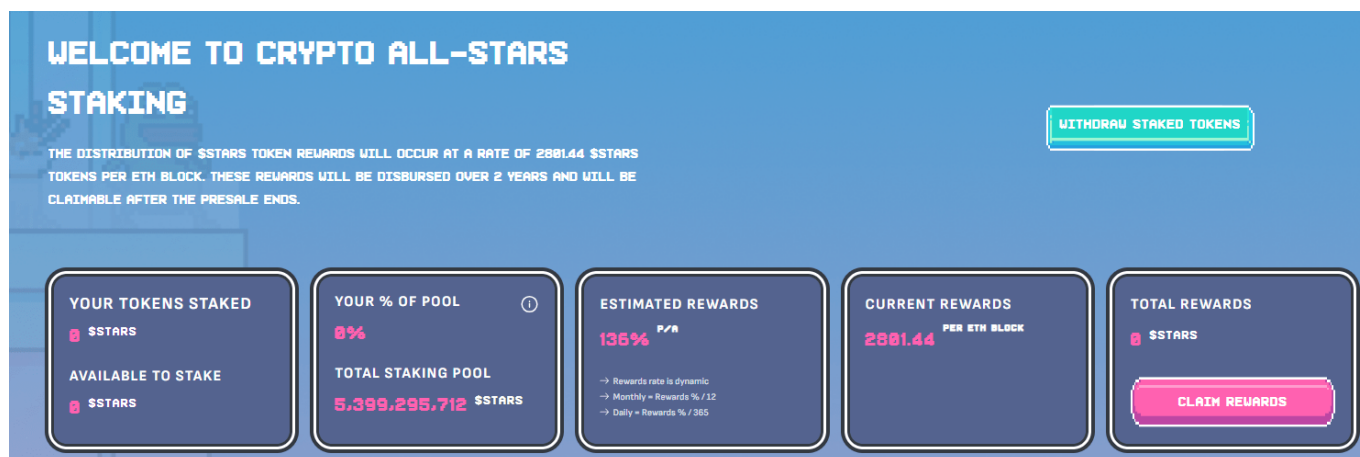 WELCOME TO CRYPTO ALL-STARS
STAKING
WITHDRAW STAKED TOKENS
THE DISTRIBUTION OF $STARS TOKEN REWARDS WILL OCCUR AT A RATE OF 2801.44 $STARS
TOKENS PER ETH BLOCK. THESE REWARDS WILL BE DISBURSED OVER 2 YEARS AND WILL BE
CLAIMABLE AFTER THE PRESALE ENDS.
YOUR TOKENS STAKED
0 $STARS
AVAILABLE TO STAKE
0 $STARS
YOUR % OF POOL
0%
TOTAL STAKING POOL
5,399,295,712 $STARS
ESTIMATED REWARDS
136% P/A
→ Rewards rate is dynamic
→ Monthly = Rewards % / 12
→ Daily = Rewards % / 365
CURRENT REWARDS
2801.44 PER ETH BLOCK
TOTAL REWARDS
0 $STARS
CLAIM REWARDS